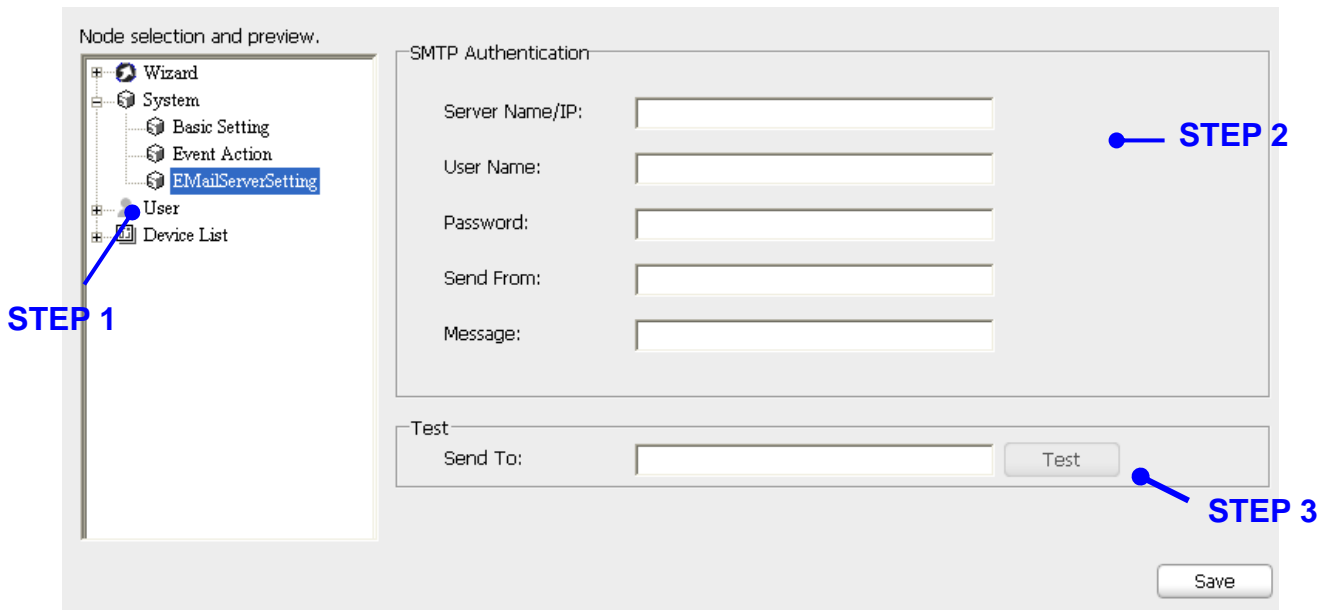 Node selection and preview.
Wizard
System
Basic Setting
Event Action
EMailServerSetting
User
Device List
STEP 1
SMTP Authentication
Server Name/IP:
User Name:
Password:
Send From:
Message:
STEP 2
Test
Send To:
Test
STEP 3
Save